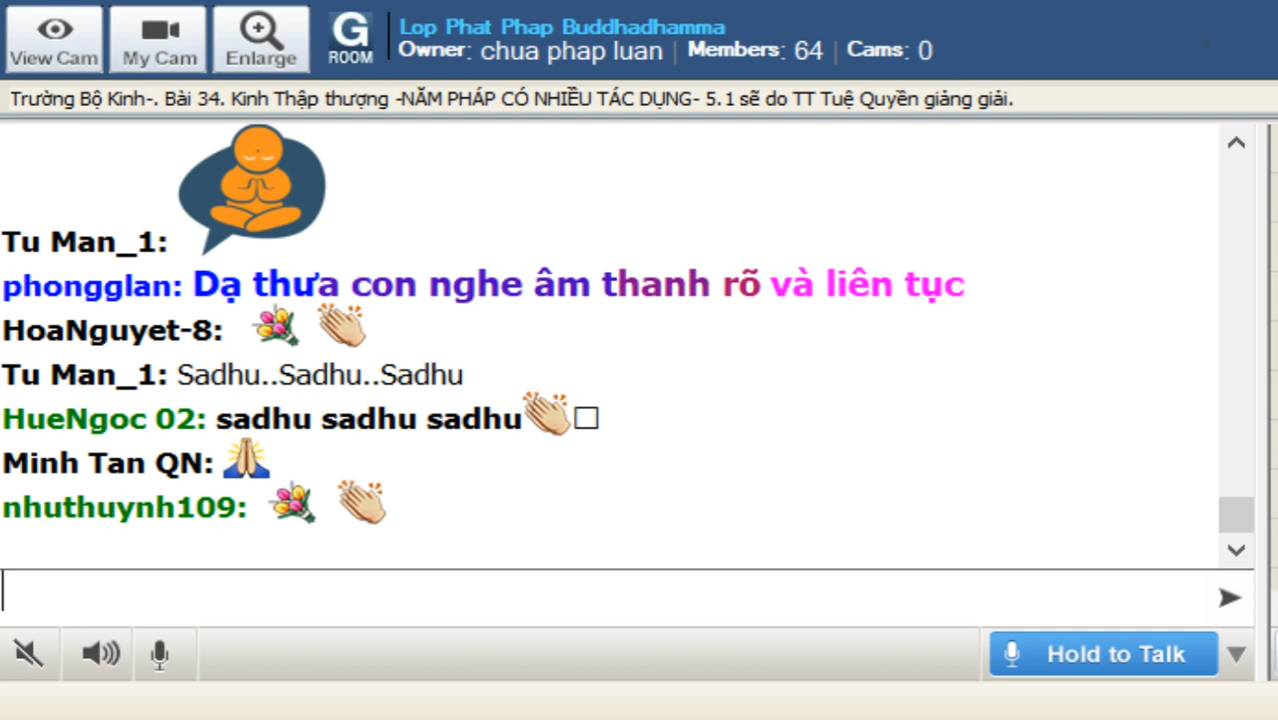 View Cam
My Cam
Enlarge
G
ROOM
Lop Phat Phap Buddhadhamma
Owner: chua phap luan | Members: 64 | Cams: 0
Trường Bộ Kinh-. Bài 34. Kinh Thập thượng -NĂM PHÁP CÓ NHIỀU TÁC DỤNG- 5.1 sẽ do TT Tuệ Quyền giảng giải.
Tu Man_1:
phongglan: Dạ thưa con nghe âm thanh rõ và liên tục
HoaNguyet-8:
Tu Man_1: Sadhu..Sadhu..Sadhu
HueNgoc 02: sadhu sadhu sadhu
Minh Tan QN:
nhuthuynh109:
Hold to Talk